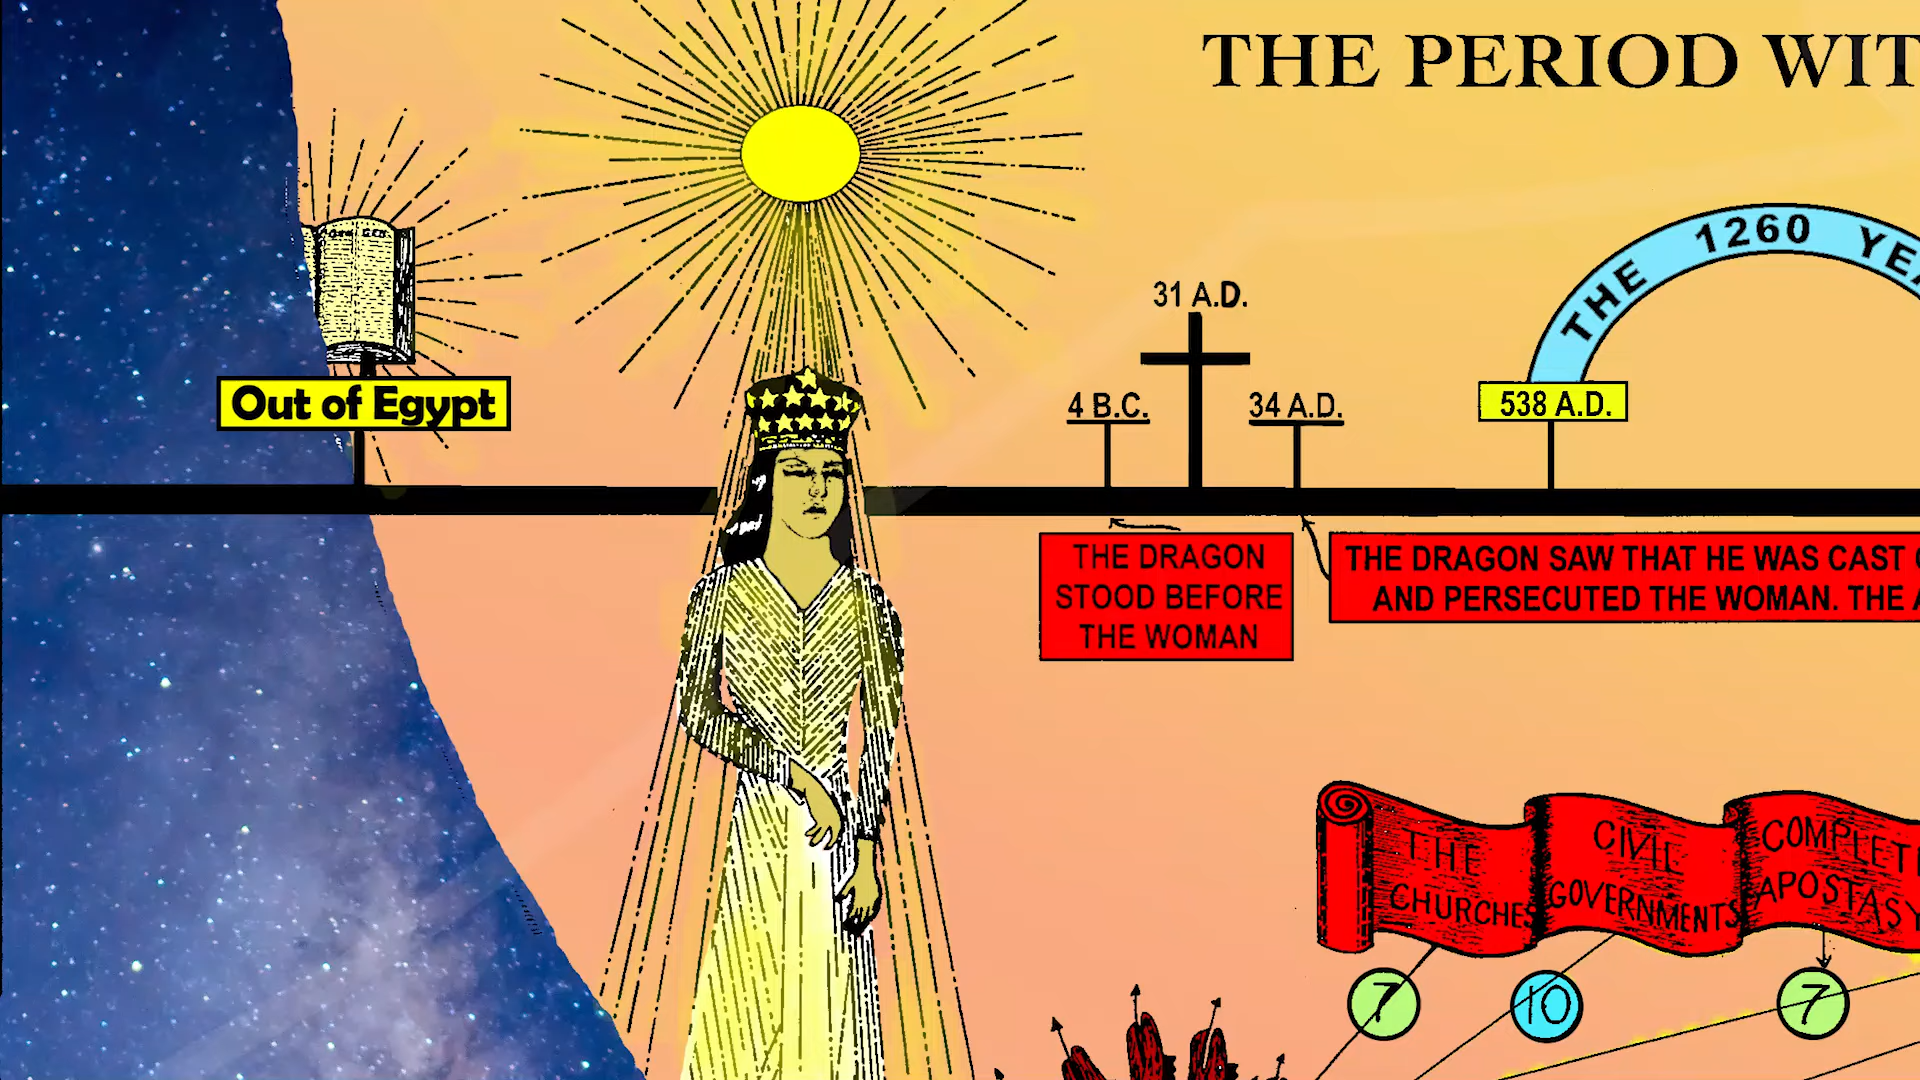 THE PERIOD WIT
THE 1260 YEA
31 A.D.
Out of Egypt
4 B.C.
34 A.D.
538 A.D.
THE DRAGON
STOOD BEFORE
THE WOMAN
THE DRAGON SAW THAT HE WAS CAST
AND PERSECUTED THE WOMAN. THE A
THE
CHURCHES
CIVIL
GOVERNMENTS
COMPLETE
APOSTASY
7
10
7